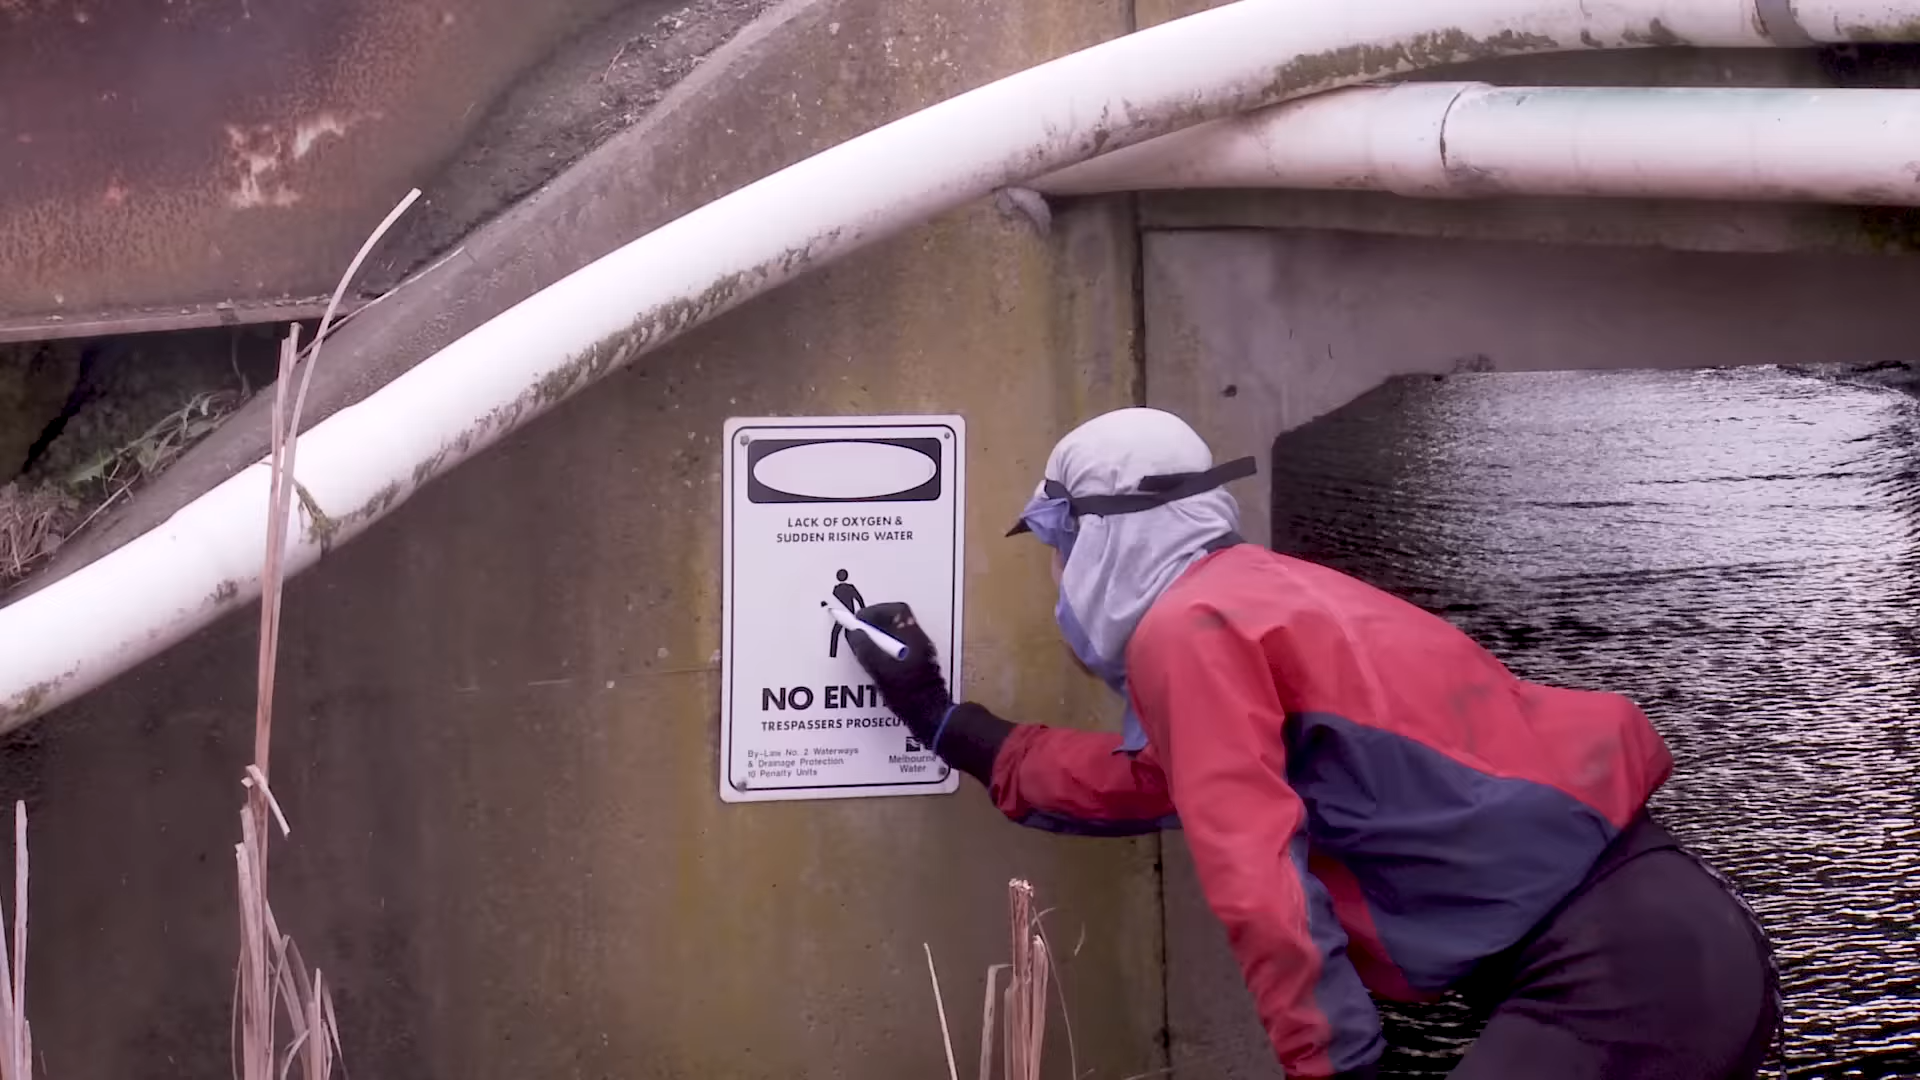 LACK OF OXYGEN &
SUDDEN RISING WATER
NO ENT
TRESPASSERS PROSECU
By-Law No. 2 Waterways
& Drainage Protection
10 Penalty Units
Melbourne
Water